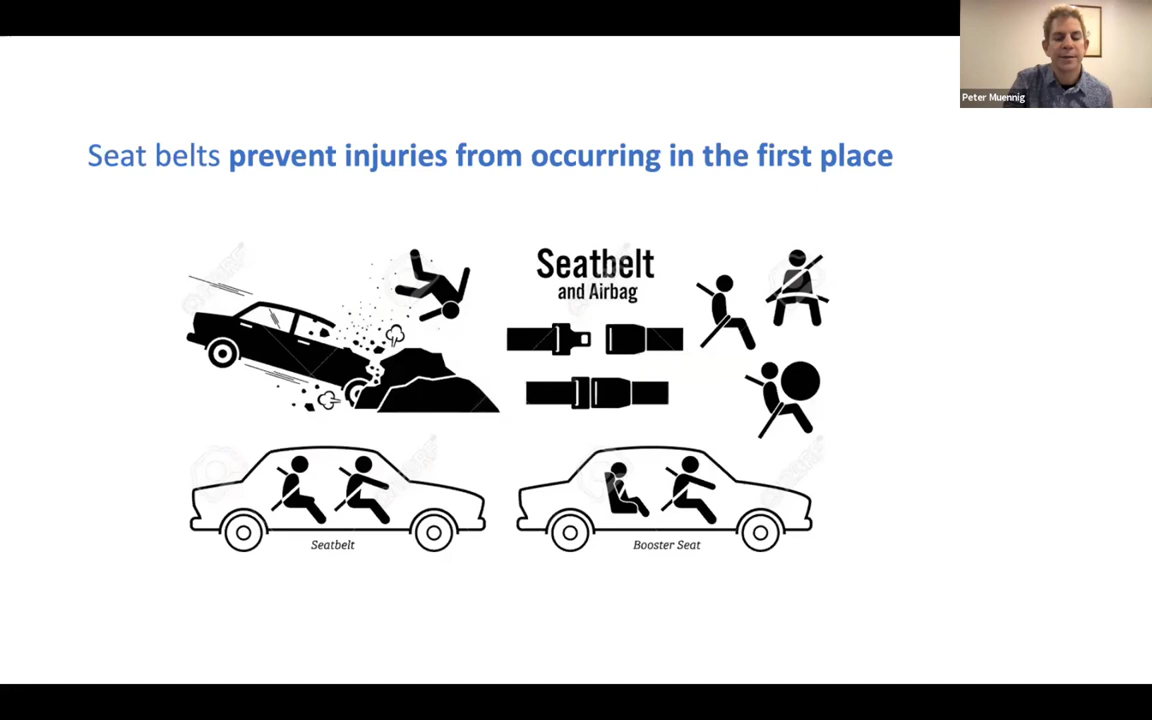 Peter Muennig
Seat belts prevent injuries from occurring in the first place
Seatbelt
and Airbag
Seatbelt
Booster Seat